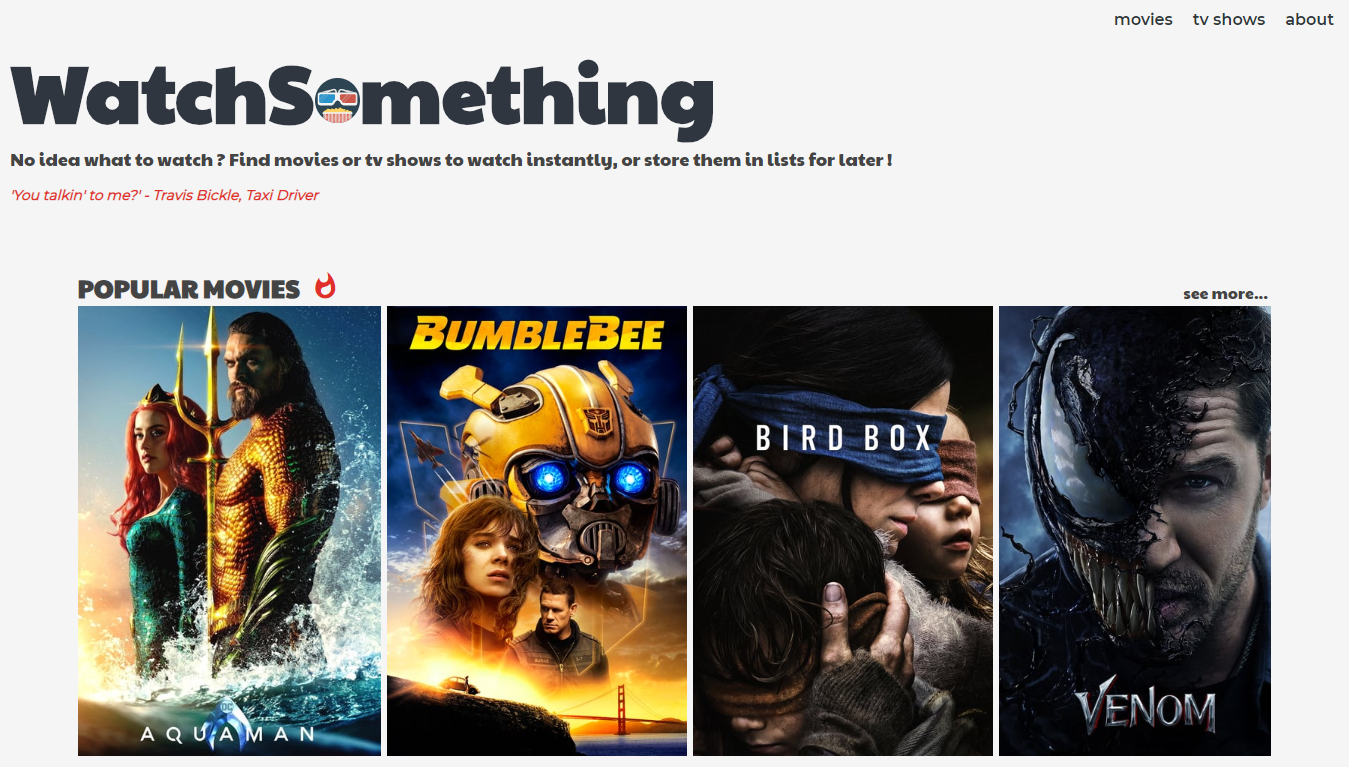 movies tv shows about
WatchSomething
No idea what to watch ? Find movies or tv shows to watch instantly, or store them in lists for later !
'You talkin' to me?' - Travis Bickle, Taxi Driver
POPULAR MOVIES see more...
BUMBLEBEE
BIRD BOX
VENOM
DC
AQUAMAN